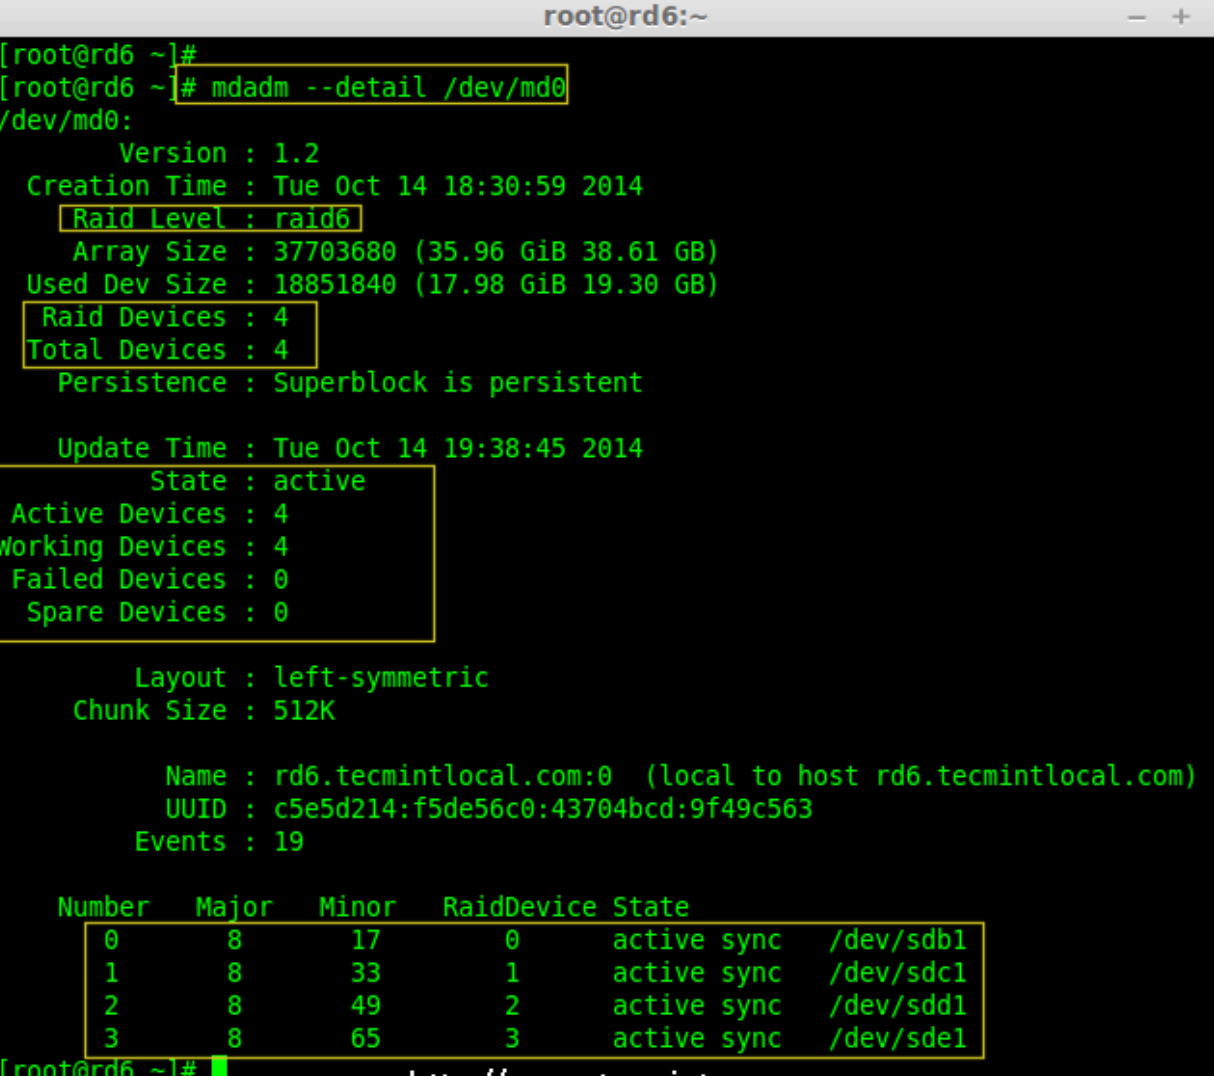 root@rd6:~
[root@rd6 ~]#
[root@rd6 ~]# mdadm --detail /dev/md0
/dev/md0:
Version : 1.2
Creation Time : Tue Oct 14 18:30:59 2014
Raid Level : raid6
Array Size : 37703680 (35.96 GiB 38.61 GB)
Used Dev Size : 18851840 (17.98 GiB 19.30 GB)
Raid Devices : 4
Total Devices : 4
Persistence : Superblock is persistent
Update Time : Tue Oct 14 19:38:45 2014
State : active
Active Devices : 4
Working Devices : 4
Failed Devices : 0
Spare Devices : 0
Layout : left-symmetric
Chunk Size : 512K
Name : rd6.tecmintlocal.com:0 (local to host rd6.tecmintlocal.com)
UUID : c5e5d214:f5de56c0:43704bcd:9f49c563
Events : 19
Number Major Minor RaidDevice State
0 8 17 0 active sync /dev/sdb1
1 8 33 1 active sync /dev/sdc1
2 8 49 2 active sync /dev/sdd1
3 8 65 3 active sync /dev/sde1
[root@rd6 ~]#